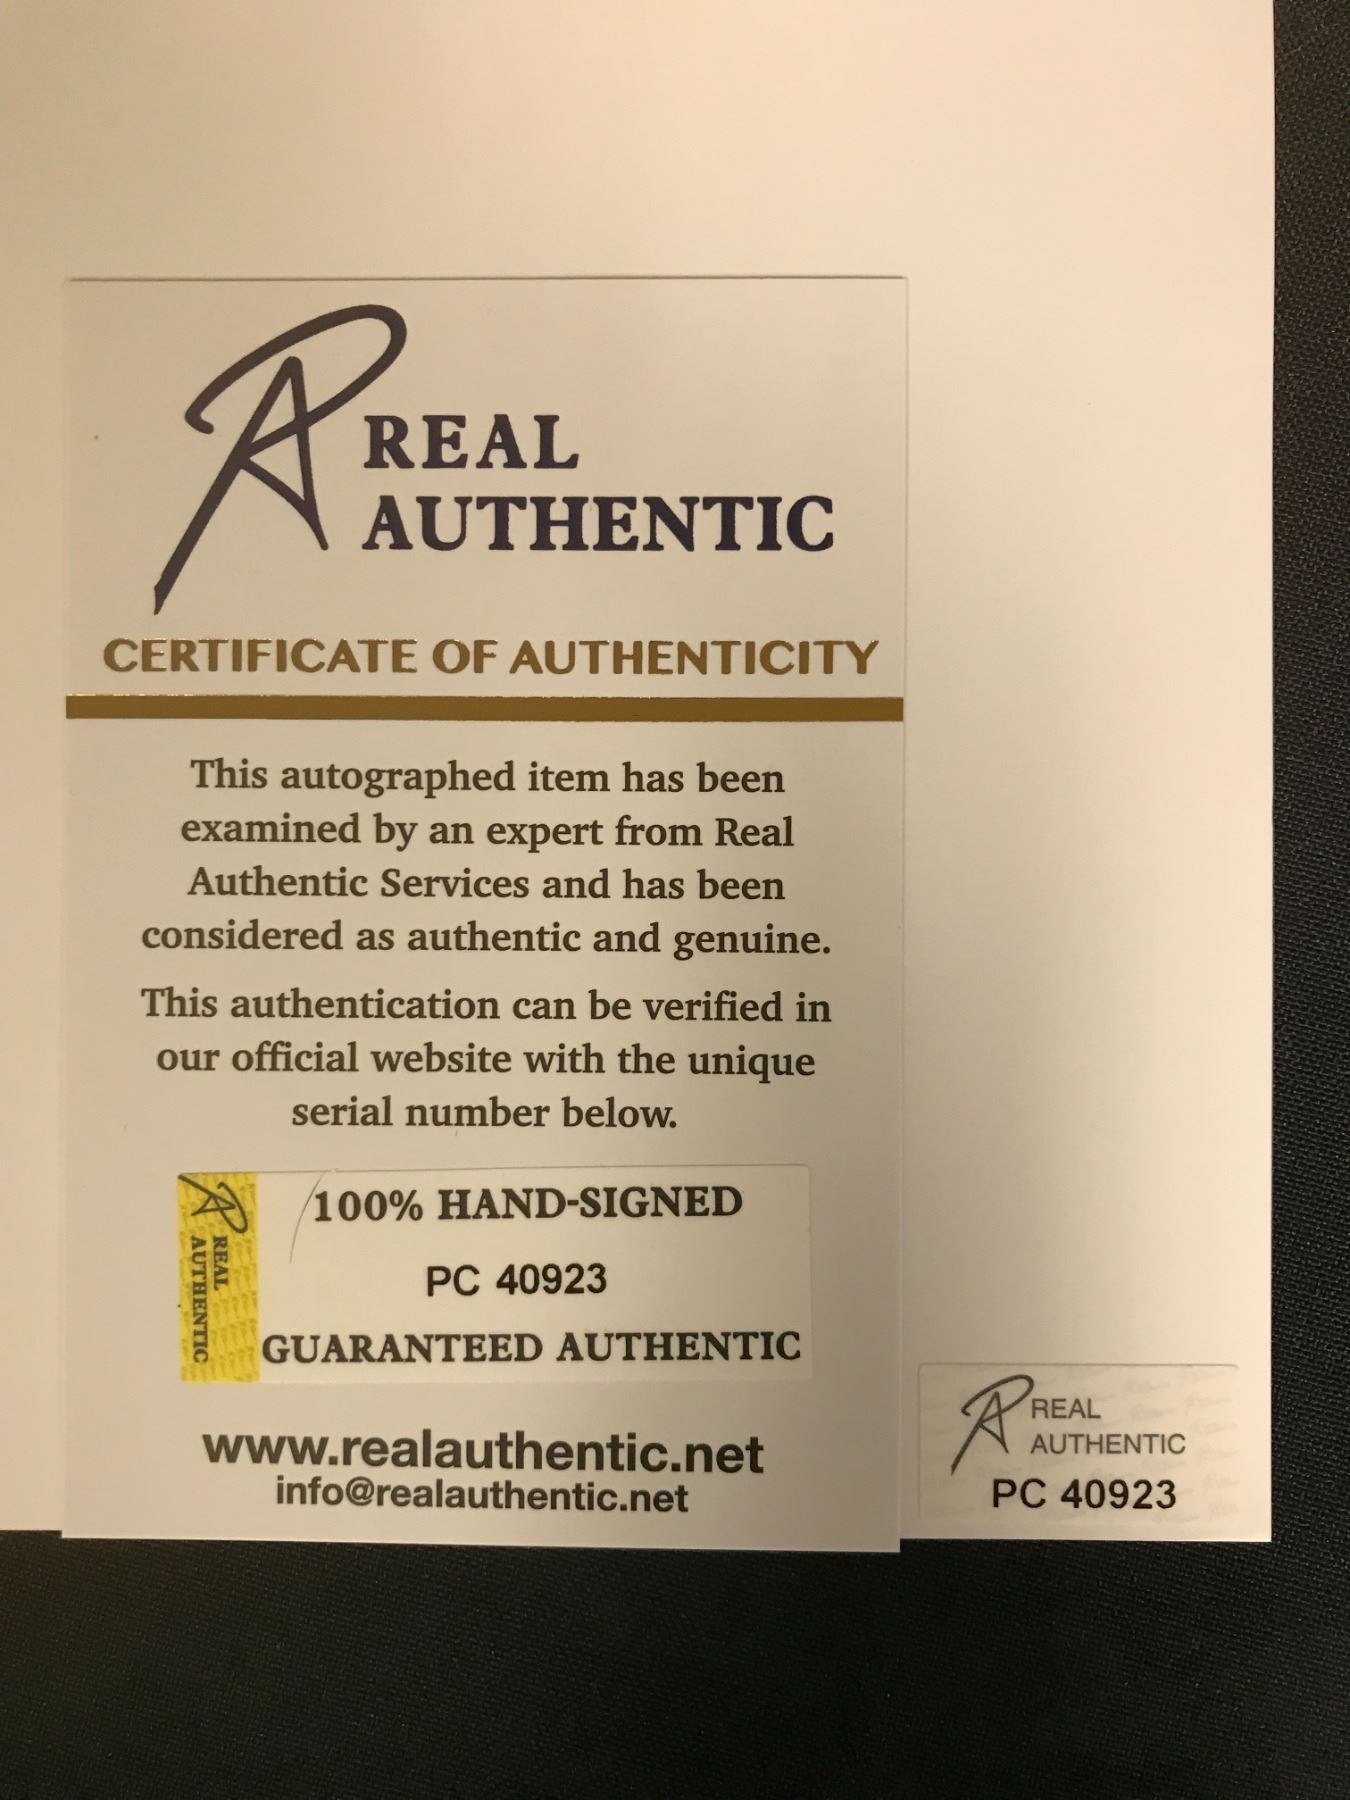 REAL
AUTHENTIC
CERTIFICATE OF AUTHENTICITY
This autographed item has been
examined by an expert from Real
Authentic Services and has been
considered as authentic and genuine.
This authentication can be verified in
our official website with the unique
serial number below.
REAL
AUTHENTIC
100% HAND-SIGNED
PC 40923
GUARANTEED AUTHENTIC
www.realauthentic.net
info@realauthentic.net
REAL
AUTHENTIC
PC 40923